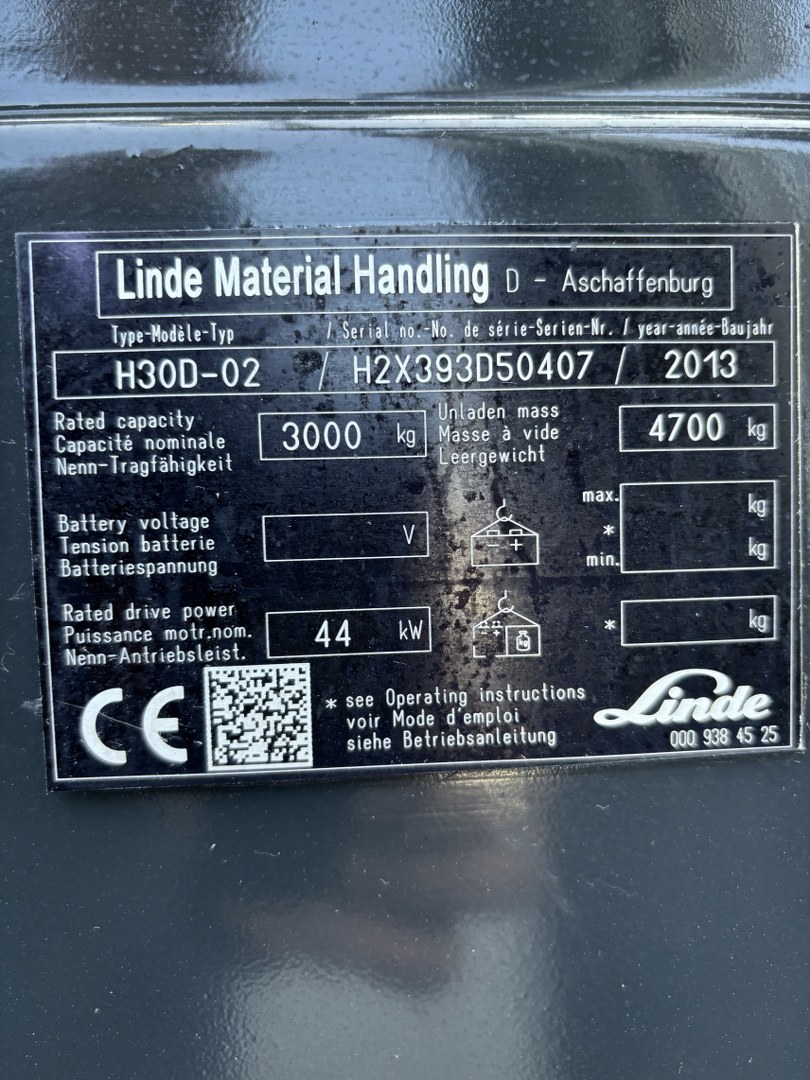 Linde Material Handling D - Aschaffenburg
Type-Modèle-Typ / Serial no.-No. de série-Serien-Nr. / year-année-Baujahr
H30D-02 / H2X393D50407 / 2013
Rated capacity
Capacité nominale
Nenn-Tragfähigkeit
3000 kg
Unladen mass
Masse à vide
Leergewicht
4700 kg
Battery voltage
Tension batterie
Batteriespannung
V
- +
max. kg
*
min. kg
Rated drive power
Puissance motr.nom.
Nenn-Antriebsleist.
44 kW
- + kg
* kg
CE
* see Operating instructions
voir Mode d'emploi
siehe Betriebsanleitung
Linde
000 938 45 25